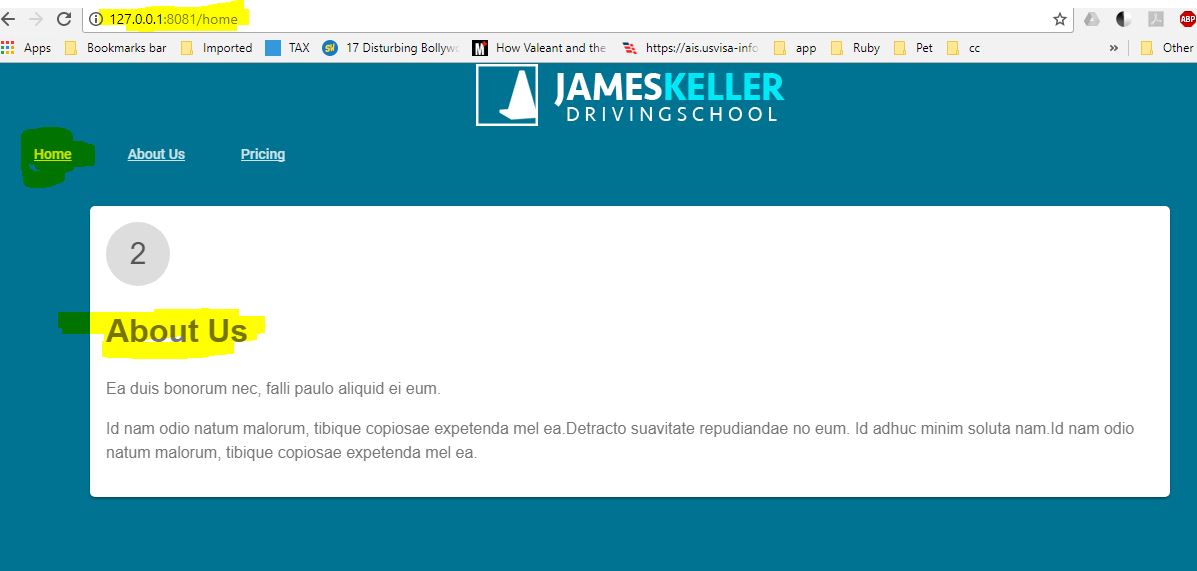 127.0.0.1:8081/home
ABP
Apps Bookmarks bar Imported TAX SW 17 Disturbing Bollywo M How Valeant and the https://ais.usvisa-info app Ruby Pet cc » Other
JAMESKELLER
DRIVINGSCHOOL
Home About Us Pricing
2
About Us
Ea duis bonorum nec, falli paulo aliquid ei eum.
Id nam odio natum malorum, tibique copiosae expetenda mel ea.Detracto suavitate repudiandae no eum. Id adhuc minim soluta nam.Id nam odio
natum malorum, tibique copiosae expetenda mel ea.